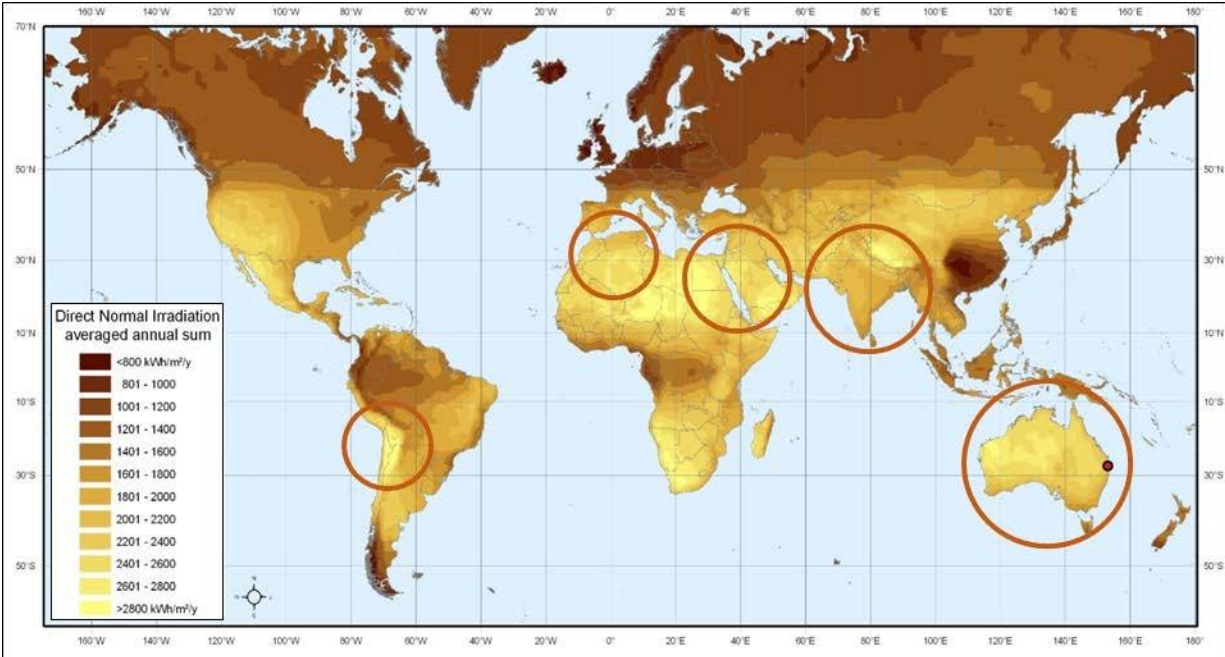 160°W 140°W 120°W 100°W 80°W 60°W 40°W 20°W 0° 20°E 40°E 60°E 80°E 100°E 120°E 140°E 160°E 180°
70°N 70°N
50°N 50°N
30°N 30°N
10°N 10°N
10°S 10°S
30°S 30°S
50°S 50°S
Direct Normal Irradiation
averaged annual sum
<800 kWh/m²/y
801 - 1000
1001 - 1200
1201 - 1400
1401 - 1600
1601 - 1800
1801 - 2000
2001 - 2200
2201 - 2400
2401 - 2600
2601 - 2800
>2800 kWh/m²/y
160°W 140°W 120°W 100°W 80°W 60°W 40°W 20°W 0° 20°E 40°E 60°E 80°E 100°E 120°E 140°E 160°E 180°